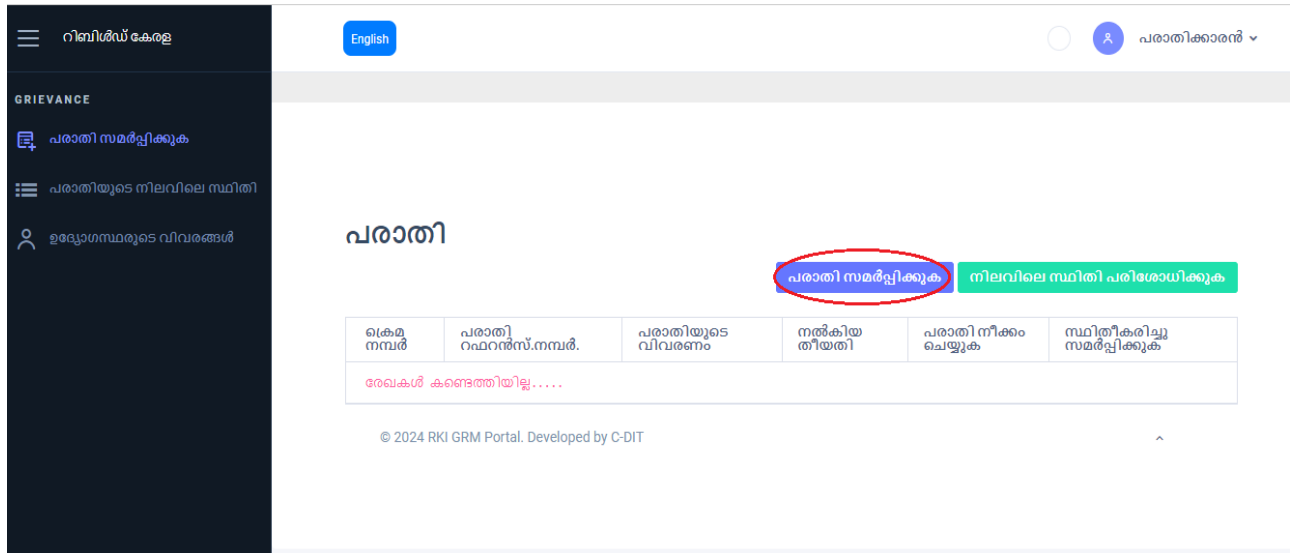 റിബിൽഡ് കേരള
English
പരാതിക്കാരൻ
GRIEVANCE
പരാതി സമർപ്പിക്കുക
പരാതിയുടെ നിലവിലെ സ്ഥിതി
ഉദ്യോഗസ്ഥരുടെ വിവരങ്ങൾ
പരാതി
പരാതി സമർപ്പിക്കുക
നിലവിലെ സ്ഥിതി പരിശോധിക്കുക
ക്രമ നമ്പർ
പരാതി റഫറൻസ്.നമ്പർ.
പരാതിയുടെ വിവരണം
നൽകിയ തീയതി
പരാതി നീക്കം ചെയ്യുക
സ്ഥിതീകരിച്ചു സമർപ്പിക്കുക
രേഖകൾ കണ്ടെത്തിയില്ല.....
© 2024 RKI GRM Portal. Developed by C-DIT